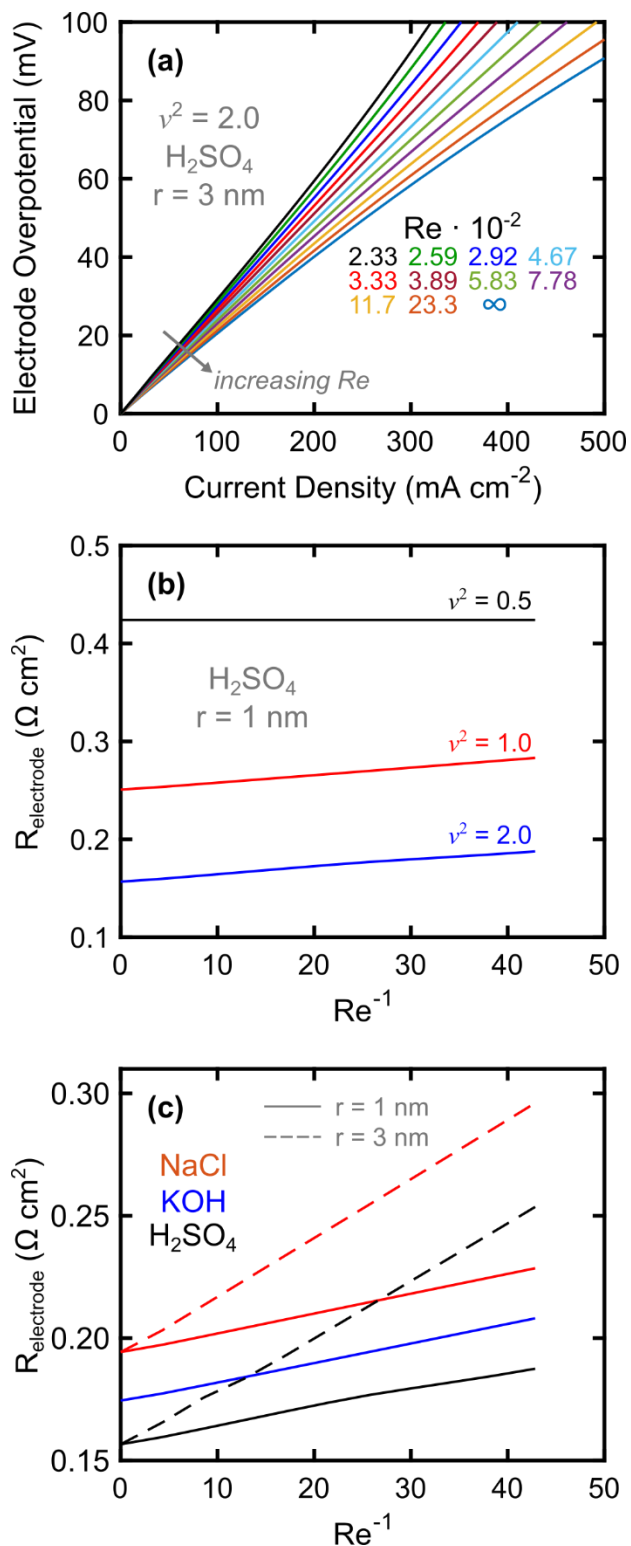 100
80
60
40
20
0
Electrode Overpotential (mV)
(a)
ν² = 2.0
H₂SO₄
r = 3 nm
Re · 10⁻²
2.33 2.59 2.92 4.67
3.33 3.89 5.83 7.78
11.7 23.3 ∞
increasing Re
0 100 200 300 400 500
Current Density (mA cm⁻²)
0.5
0.4
0.3
0.2
0.1
R_electrode (Ω cm²)
(b)
ν² = 0.5
H₂SO₄
r = 1 nm
ν² = 1.0
ν² = 2.0
0 10 20 30 40 50
Re⁻¹
0.30
0.25
0.20
0.15
R_electrode (Ω cm²)
(c)
r = 1 nm
r = 3 nm
NaCl
KOH
H₂SO₄
0 10 20 30 40 50
Re⁻¹